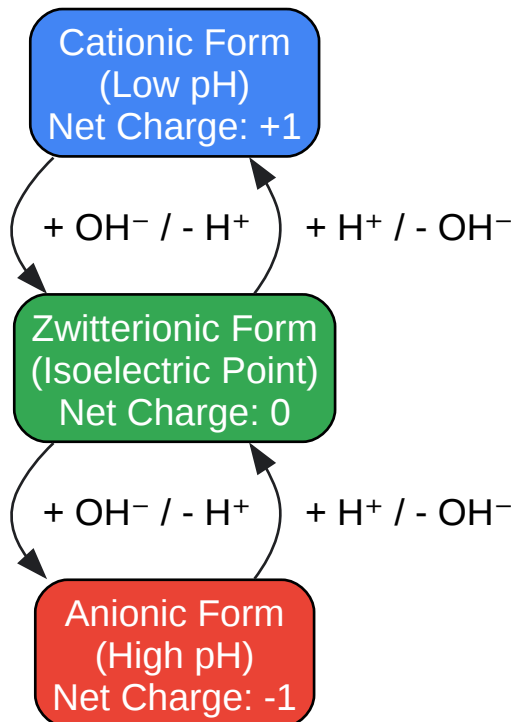 Cationic Form
(Low pH)
Net Charge: +1
+ OH⁻ / - H⁺
+ H⁺ / - OH⁻
Zwitterionic Form
(Isoelectric Point)
Net Charge: 0
+ OH⁻ / - H⁺
+ H⁺ / - OH⁻
Anionic Form
(High pH)
Net Charge: -1